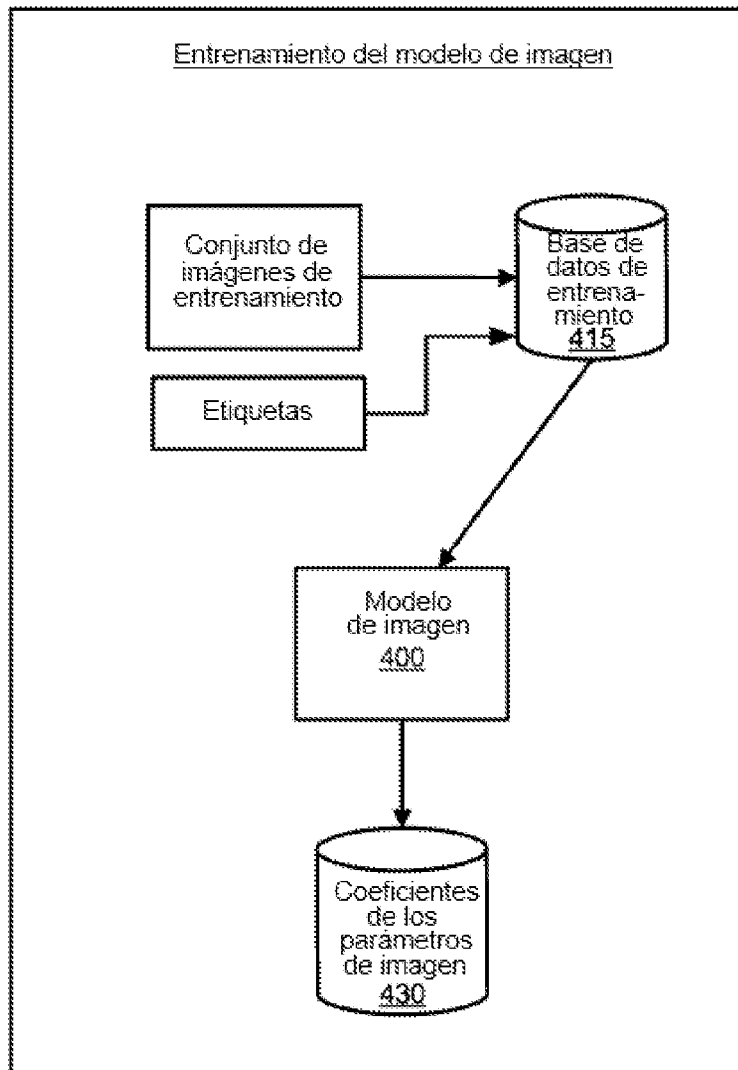 Entrenamiento del modelo de imagen
Conjunto de
imágenes de
entrenamiento
Base de
datos de
entrena-
miento
415
Etiquetas
Modelo
de imagen
400
Coeficientes
de los
parámetros
de imagen
430